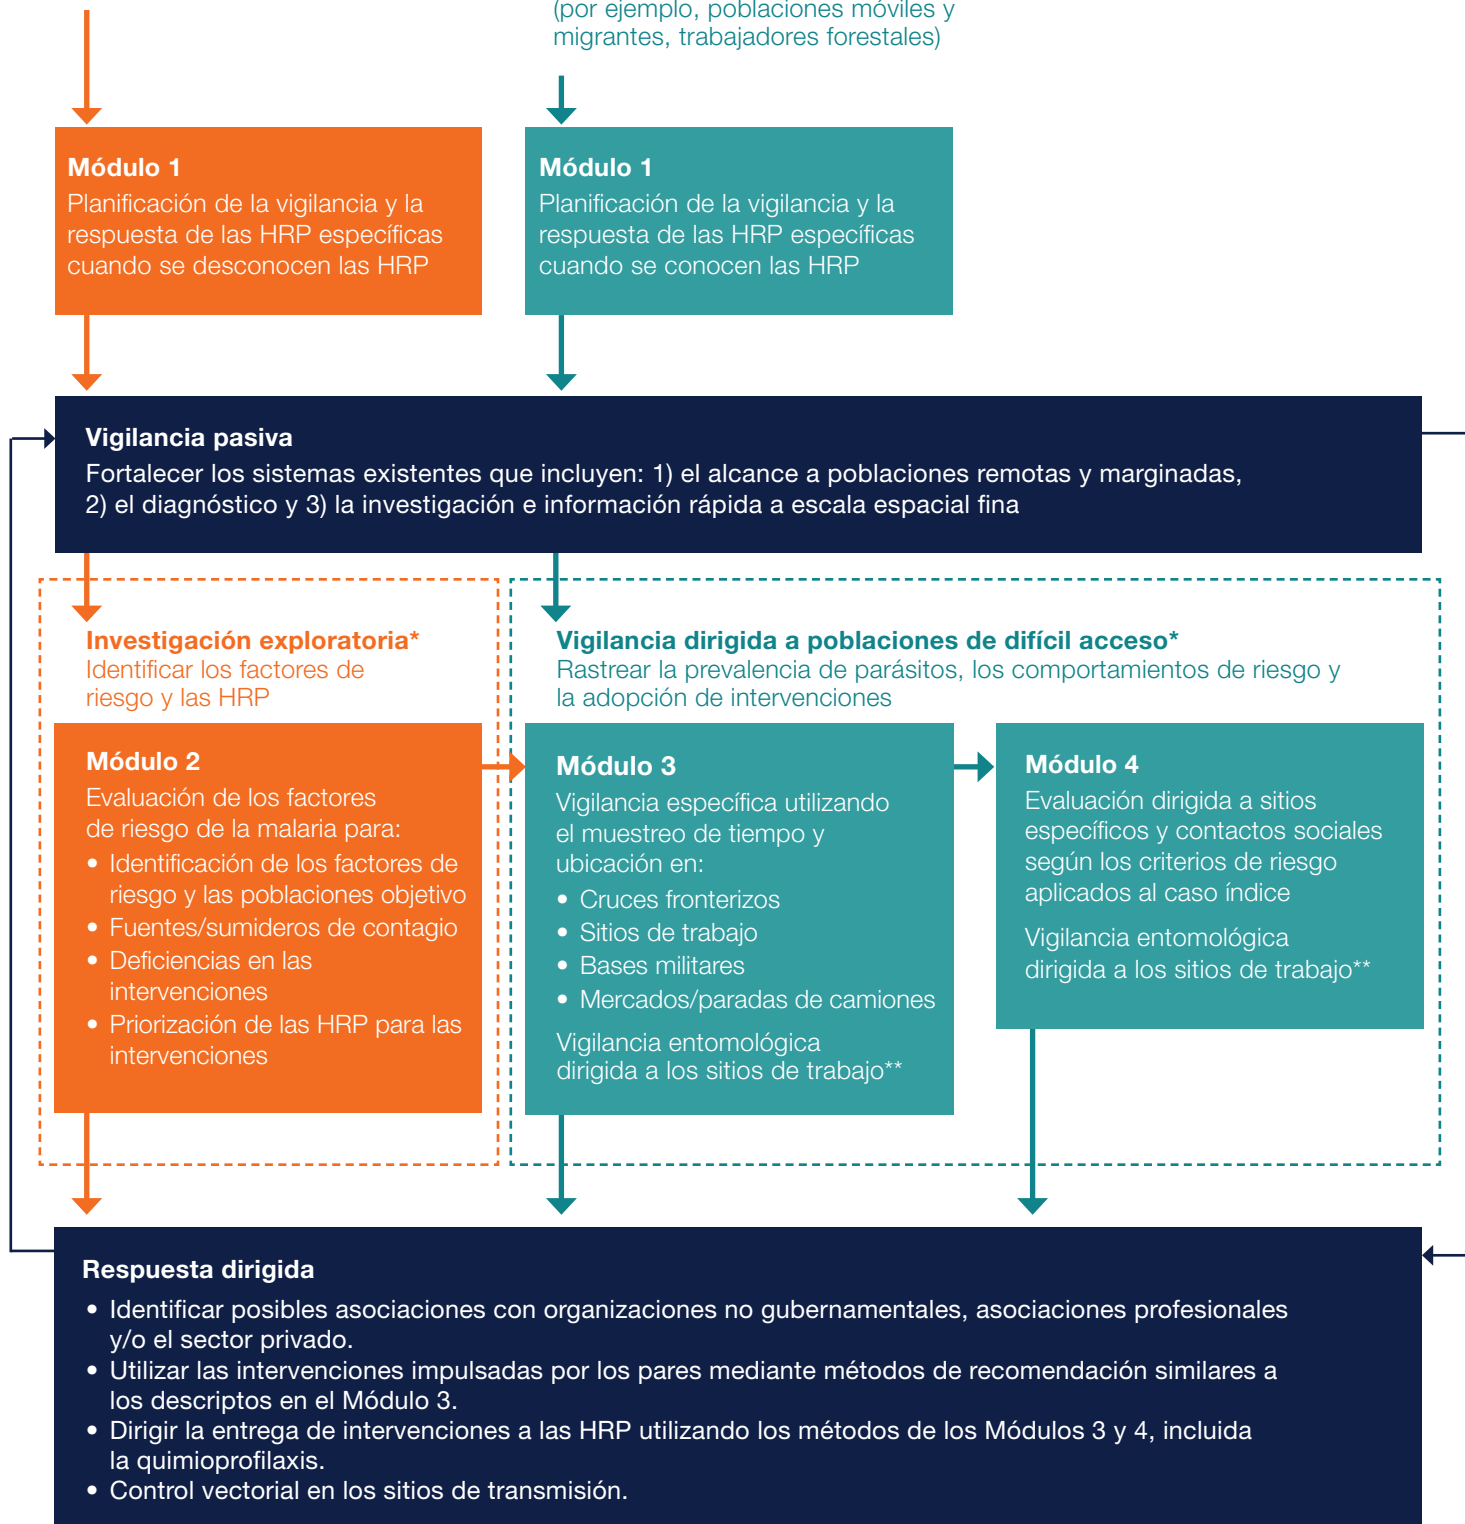 (por ejemplo, poblaciones móviles y
migrantes, trabajadores forestales)
Módulo 1
Planificación de la vigilancia y la
respuesta de las HRP específicas
cuando se desconocen las HRP
Módulo 1
Planificación de la vigilancia y la
respuesta de las HRP específicas
cuando se conocen las HRP
Vigilancia pasiva
Fortalecer los sistemas existentes que incluyen: 1) el alcance a poblaciones remotas y marginadas,
2) el diagnóstico y 3) la investigación e información rápida a escala espacial fina
Investigación exploratoria*
Identificar los factores de
riesgo y las HRP
Vigilancia dirigida a poblaciones de difícil acceso*
Rastrear la prevalencia de parásitos, los comportamientos de riesgo y
la adopción de intervenciones
Módulo 2
Evaluación de los factores
de riesgo de la malaria para:
• Identificación de los factores de
riesgo y las poblaciones objetivo
• Fuentes/sumideros de contagio
• Deficiencias en las
intervenciones
• Priorización de las HRP para las
intervenciones
Módulo 3
Vigilancia específica utilizando
el muestreo de tiempo y
ubicación en:
• Cruces fronterizos
• Sitios de trabajo
• Bases militares
• Mercados/paradas de camiones
Vigilancia entomológica
dirigida a los sitios de trabajo**
Módulo 4
Evaluación dirigida a sitios
específicos y contactos sociales
según los criterios de riesgo
aplicados al caso índice
Vigilancia entomológica
dirigida a los sitios de trabajo**
Respuesta dirigida
• Identificar posibles asociaciones con organizaciones no gubernamentales, asociaciones profesionales
y/o el sector privado.
• Utilizar las intervenciones impulsadas por los pares mediante métodos de recomendación similares a
los descriptos en el Módulo 3.
• Dirigir la entrega de intervenciones a las HRP utilizando los métodos de los Módulos 3 y 4, incluida
la quimioprofilaxis.
• Control vectorial en los sitios de transmisión.